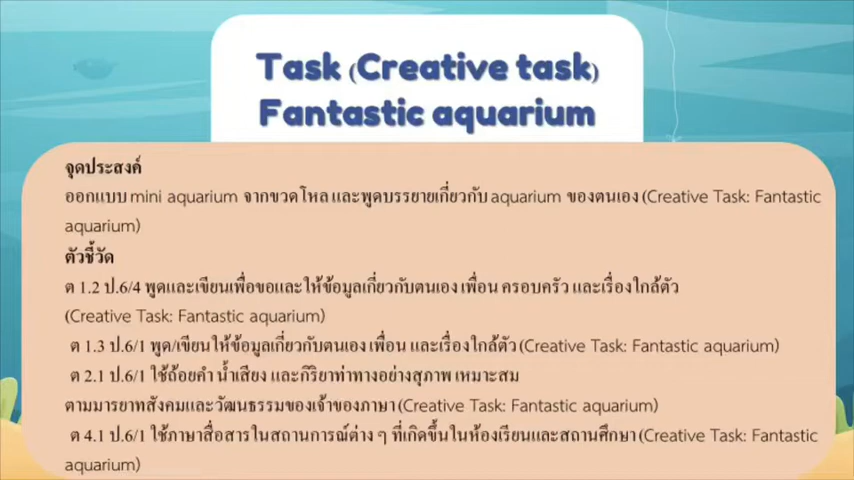 Task (Creative task)
Fantastic aquarium
จุดประสงค์
ออกแบบ mini aquarium จากขวดโหล และพูดบรรยายเกี่ยวกับ aquarium ของตนเอง (Creative Task: Fantastic
aquarium)
ตัวชี้วัด
ต 1.2 ป.6/4 พูดและเขียนเพื่อขอและให้ข้อมูลเกี่ยวกับตนเอง เพื่อน ครอบครัว และเรื่องใกล้ตัว
(Creative Task: Fantastic aquarium)
ต 1.3 ป.6/1 พูด/เขียนให้ข้อมูลเกี่ยวกับตนเอง เพื่อน และเรื่องใกล้ตัว (Creative Task: Fantastic aquarium)
ต 2.1 ป.6/1 ใช้ถ้อยคำ น้ำเสียง และกิริยาท่าทางอย่างสุภาพ เหมาะสม
ตามมารยาทสังคมและวัฒนธรรมของเจ้าของภาษา (Creative Task: Fantastic aquarium)
ต 4.1 ป.6/1 ใช้ภาษาสื่อสารในสถานการณ์ต่าง ๆ ที่เกิดขึ้นในห้องเรียนและสถานศึกษา (Creative Task: Fantastic
aquarium)